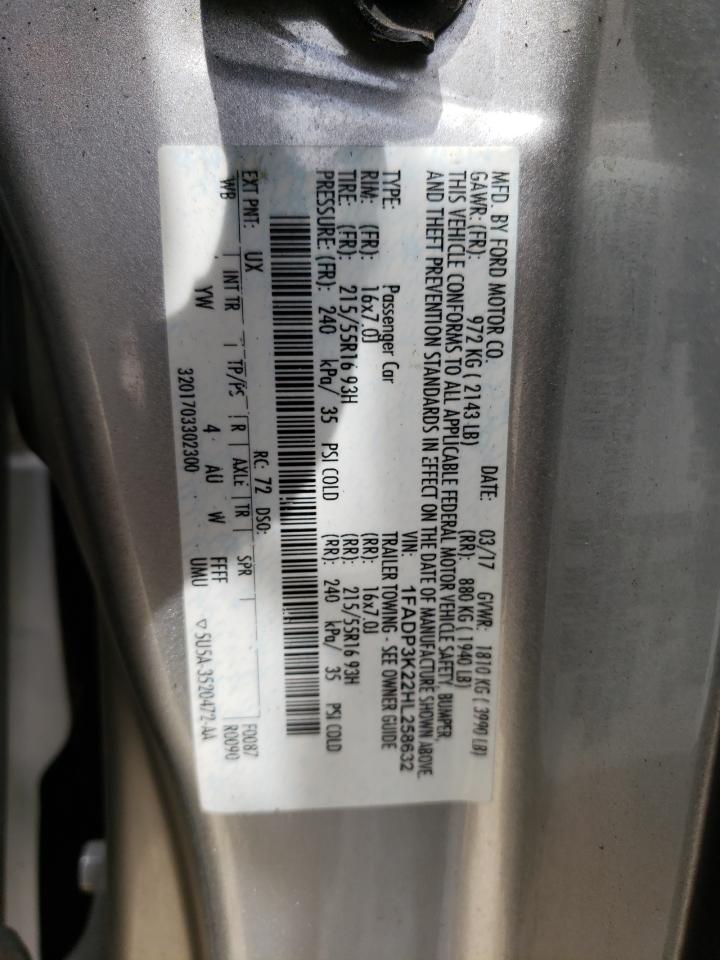 MFD. BY FORD MOTOR CO.
DATE: 03/17 GVWR: 1810 KG ( 3990 LB)
GAWR: (FR): 972 KG ( 2143 LB) (RR): 880 KG ( 1940 LB)
THIS VEHICLE CONFORMS TO ALL APPLICABLE FEDERAL MOTOR VEHICLE SAFETY, BUMPER,
AND THEFT PREVENTION STANDARDS IN EFFECT ON THE DATE OF MANUFACTURE SHOWN ABOVE.
VIN: 1FADP3K22HL258632
TYPE: Passenger Car TRAILER TOWING - SEE OWNER GUIDE
RIM: (FR): 16x7.0J (RR): 16x7.0J
TIRE: (FR): 215/55R16 93H (RR): 215/55R16 93H
PRESSURE: (FR): 240 kPa/ 35 PSI COLD (RR): 240 kPa/ 35 PSI COLD
EXT PNT: UX RC: 72 DSO: F0087
WB INT TR TP/PS R AXLE TR SPR R0090
YW 4 AU W FFFF
3201703302300 UMU ▽5U5A-3520472-AA